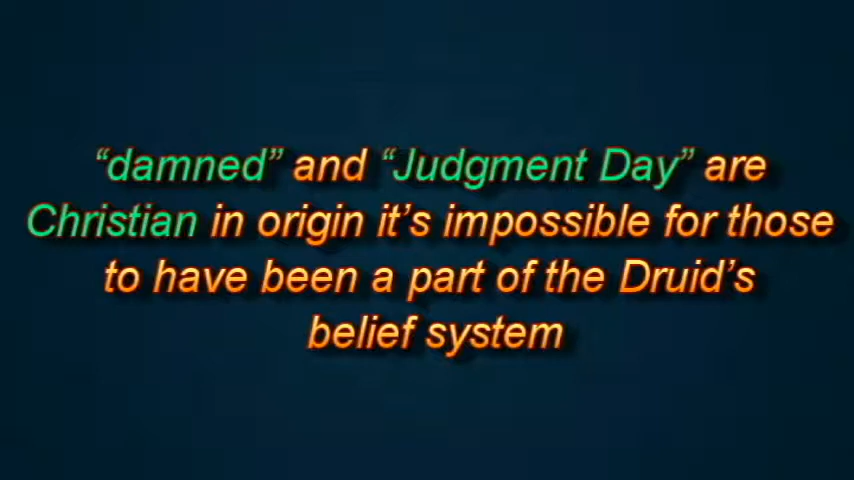 “damned” and “Judgment Day” are
Christian in origin it’s impossible for those
to have been a part of the Druid’s
belief system